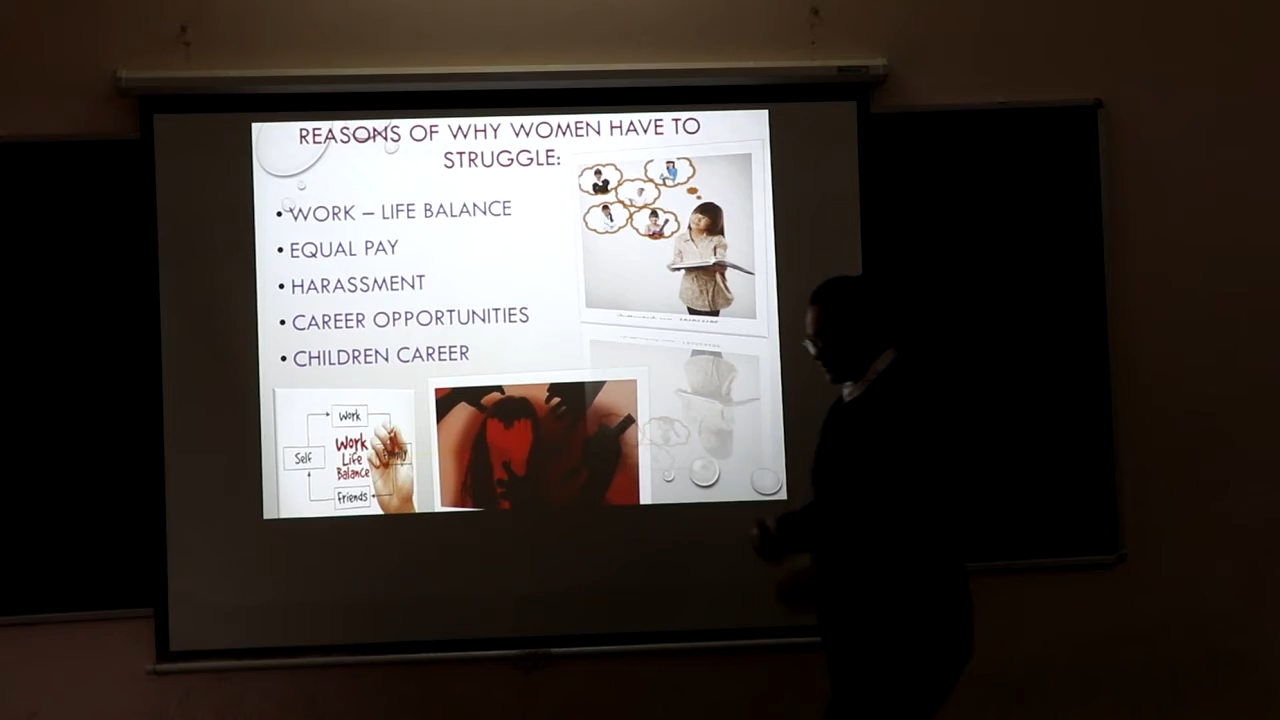 REASONS OF WHY WOMEN HAVE TO
STRUGGLE:
• WORK – LIFE BALANCE
• EQUAL PAY
• HARASSMENT
• CAREER OPPORTUNITIES
• CHILDREN CAREER
Work
Work
Life
Balance
Self
family
friends